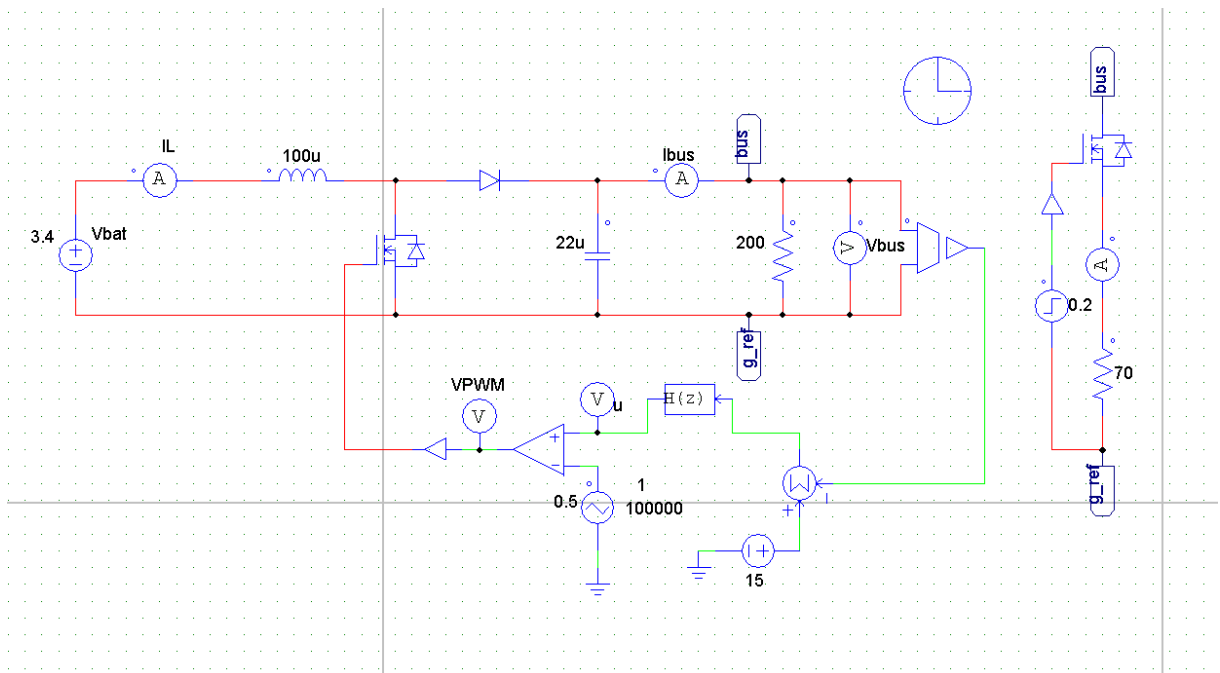 IL
A
100u
3.4
Vbat
22u
Ibus
A
bus
200
V
Vbus
g_ref
bus
0.2
A
70
g_ref
VPWM
V
V
u
H(z)
0.5
1
100000
15